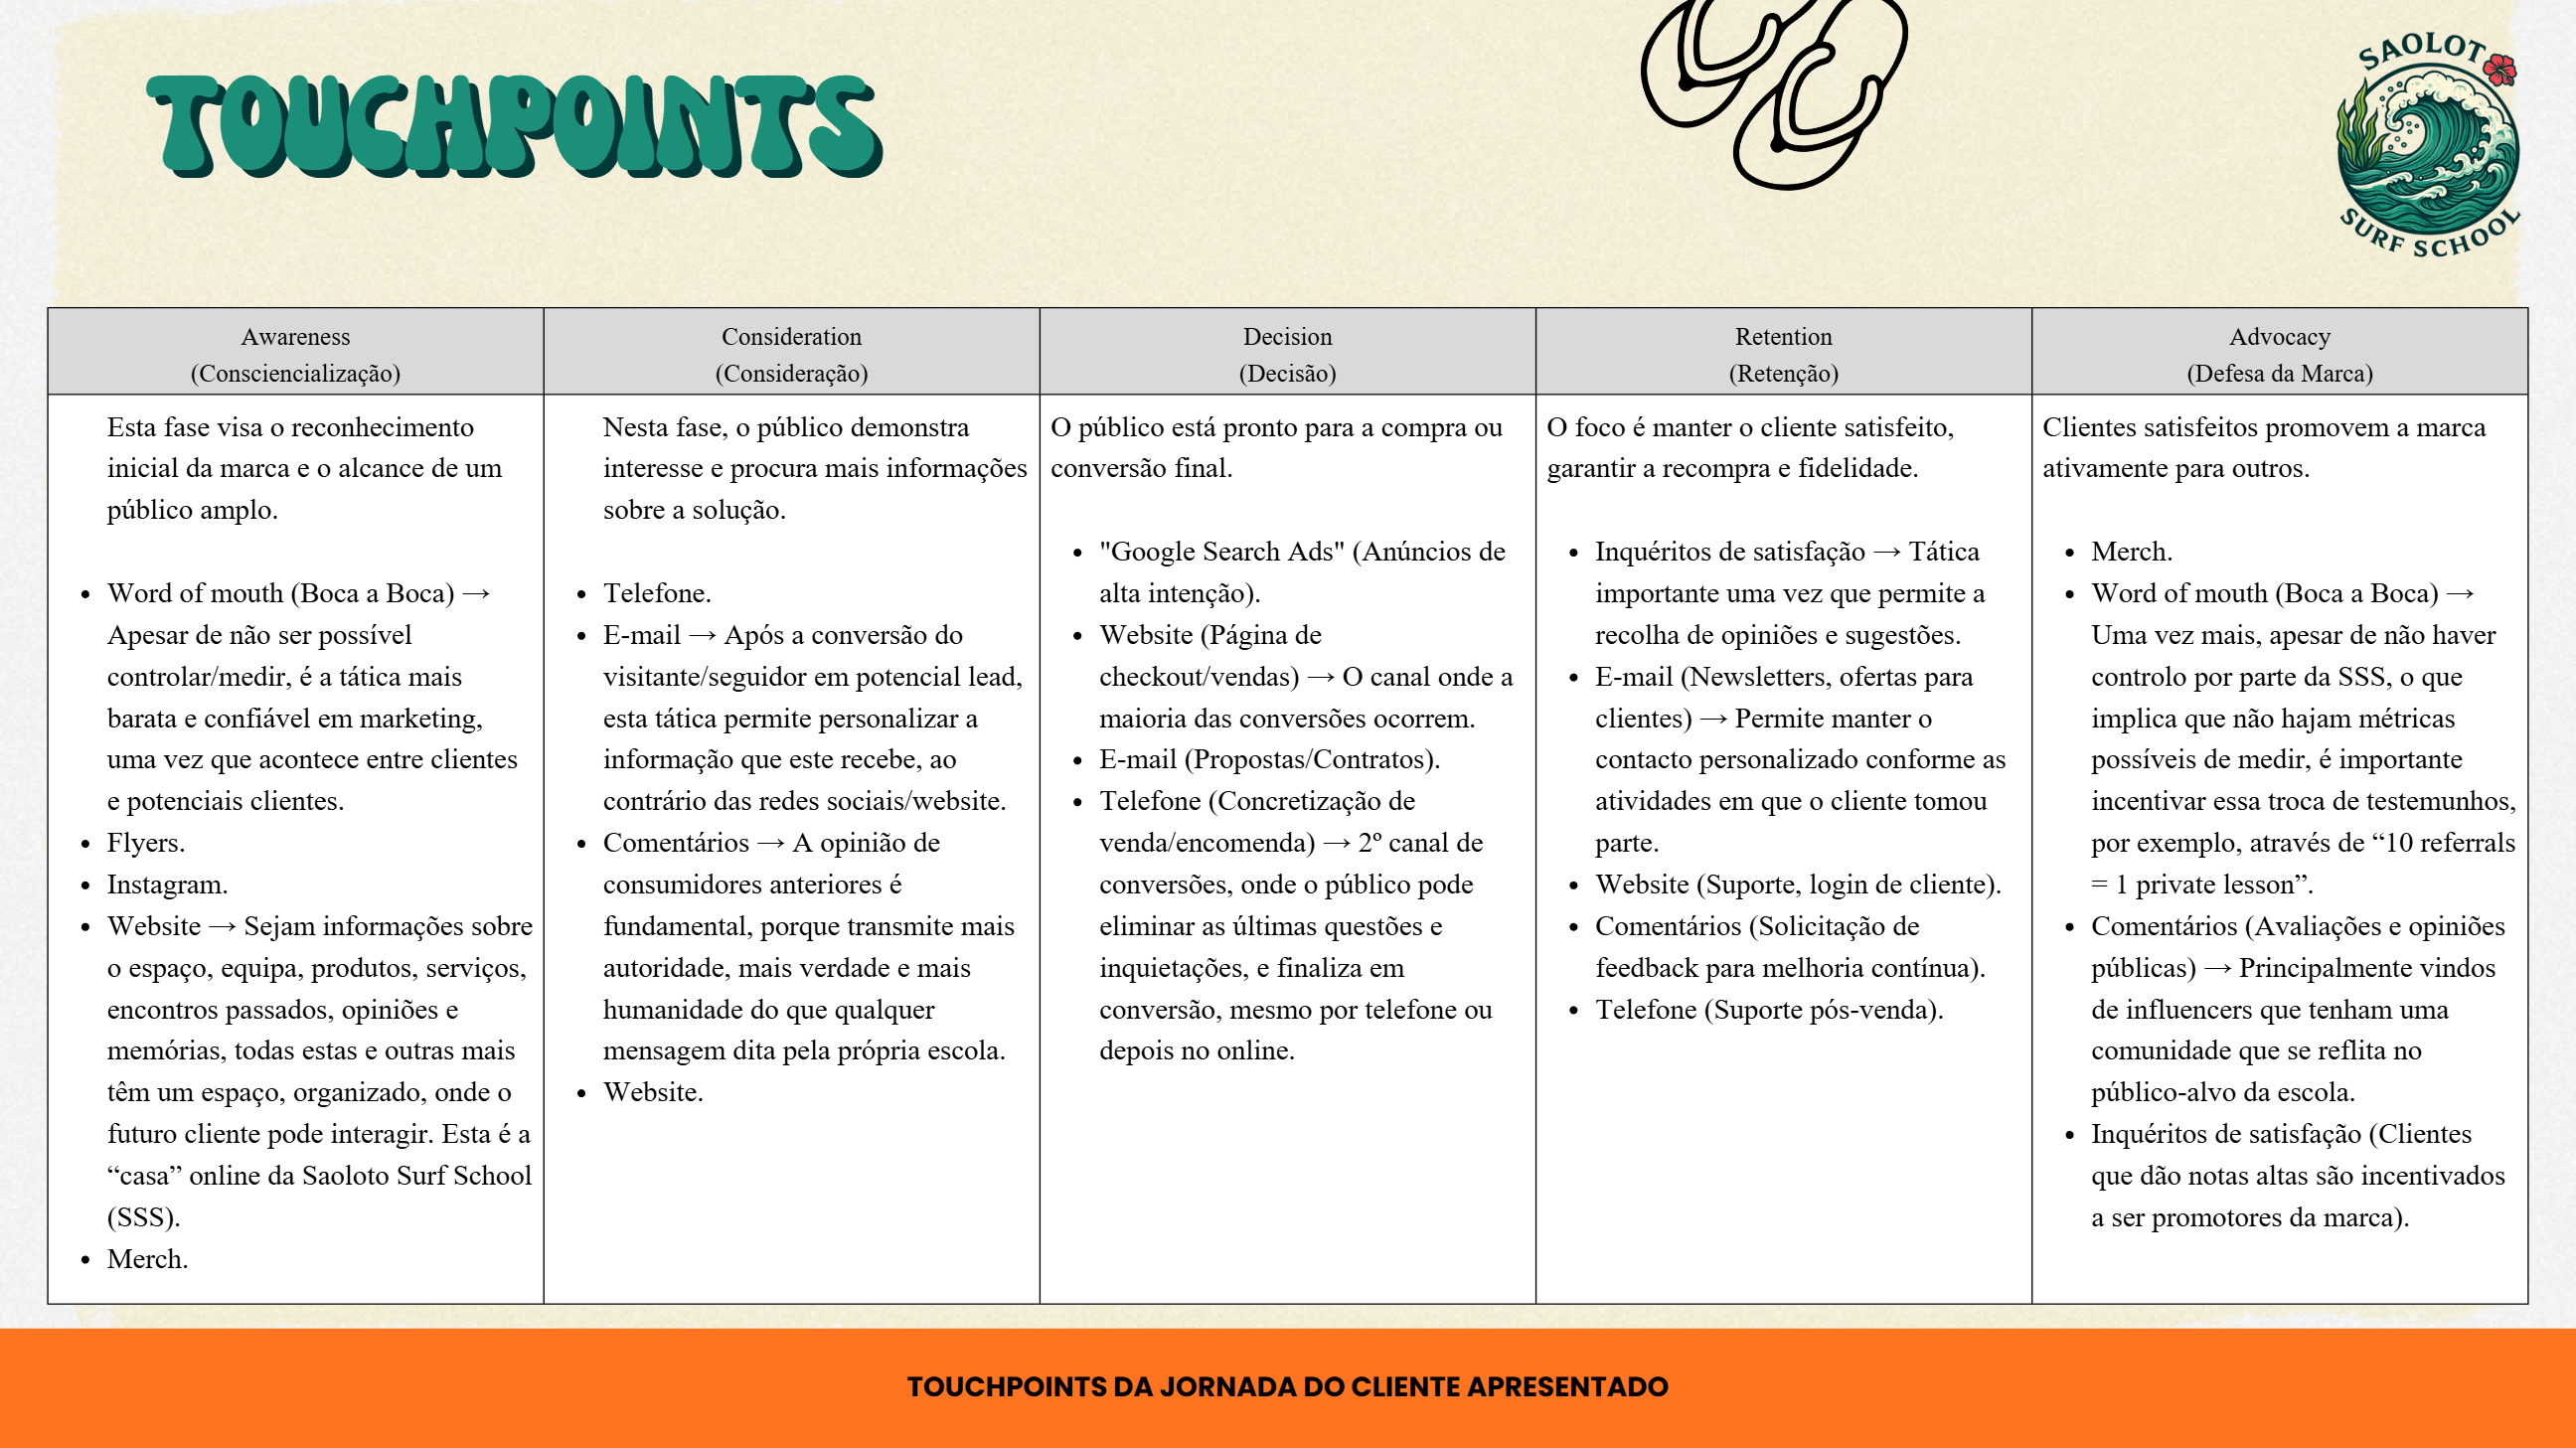 TOUCHPOINTS
SAOLOT
SURF SCHOOL
Awareness
(Consciencialização)
Consideration
(Consideração)
Decision
(Decisão)
Retention
(Retenção)
Advocacy
(Defesa da Marca)
Esta fase visa o reconhecimento
inicial da marca e o alcance de um
público amplo.
• Word of mouth (Boca a Boca) →
Apesar de não ser possível
controlar/medir, é a tática mais
barata e confiável em marketing,
uma vez que acontece entre clientes
e potenciais clientes.
• Flyers.
• Instagram.
• Website → Sejam informações sobre
o espaço, equipa, produtos, serviços,
encontros passados, opiniões e
memórias, todas estas e outras mais
têm um espaço, organizado, onde o
futuro cliente pode interagir. Esta é a
“casa” online da Saoloto Surf School
(SSS).
• Merch.
Nesta fase, o público demonstra
interesse e procura mais informações
sobre a solução.
• Telefone.
• E-mail → Após a conversão do
visitante/seguidor em potencial lead,
esta tática permite personalizar a
informação que este recebe, ao
contrário das redes sociais/website.
• Comentários → A opinião de
consumidores anteriores é
fundamental, porque transmite mais
autoridade, mais verdade e mais
humanidade do que qualquer
mensagem dita pela própria escola.
• Website.
O público está pronto para a compra ou
conversão final.
• "Google Search Ads" (Anúncios de
alta intenção).
• Website (Página de
checkout/vendas) → O canal onde a
maioria das conversões ocorrem.
• E-mail (Propostas/Contratos).
• Telefone (Concretização de
venda/encomenda) → 2º canal de
conversões, onde o público pode
eliminar as últimas questões e
inquietações, e finaliza em
conversão, mesmo por telefone ou
depois no online.
O foco é manter o cliente satisfeito,
garantir a recompra e fidelidade.
• Inquéritos de satisfação → Tática
importante uma vez que permite a
recolha de opiniões e sugestões.
• E-mail (Newsletters, ofertas para
clientes) → Permite manter o
contacto personalizado conforme as
atividades em que o cliente tomou
parte.
• Website (Suporte, login de cliente).
• Comentários (Solicitação de
feedback para melhoria contínua).
• Telefone (Suporte pós-venda).
Clientes satisfeitos promovem a marca
ativamente para outros.
• Merch.
• Word of mouth (Boca a Boca) →
Uma vez mais, apesar de não haver
controlo por parte da SSS, o que
implica que não hajam métricas
possíveis de medir, é importante
incentivar essa troca de testemunhos,
por exemplo, através de “10 referrals
= 1 private lesson”.
• Comentários (Avaliações e opiniões
públicas) → Principalmente vindos
de influencers que tenham uma
comunidade que se reflita no
público-alvo da escola.
• Inquéritos de satisfação (Clientes
que dão notas altas são incentivados
a ser promotores da marca).
TOUCHPOINTS DA JORNADA DO CLIENTE APRESENTADO